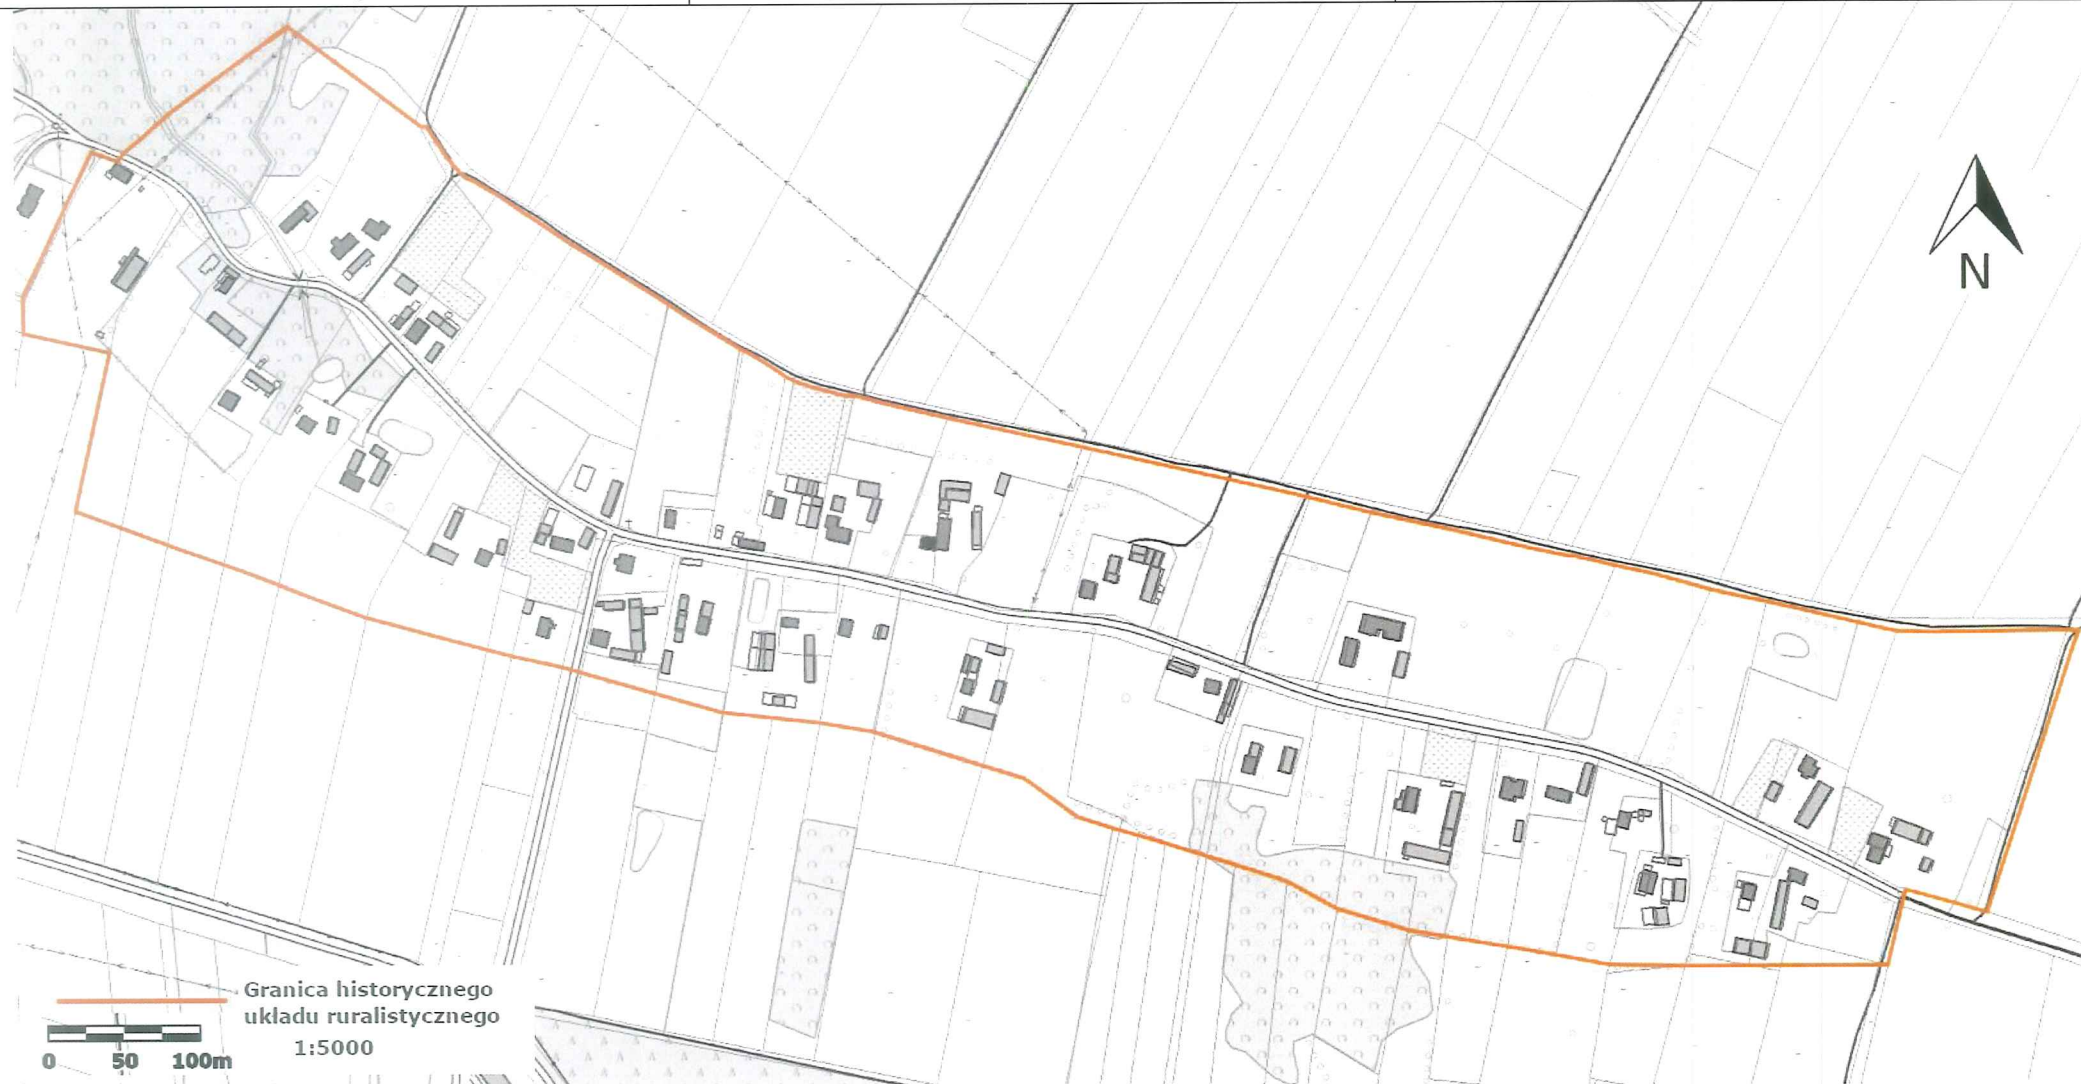 N
Granica historycznego
układu ruralistycznego
1:5000
0 50 100m